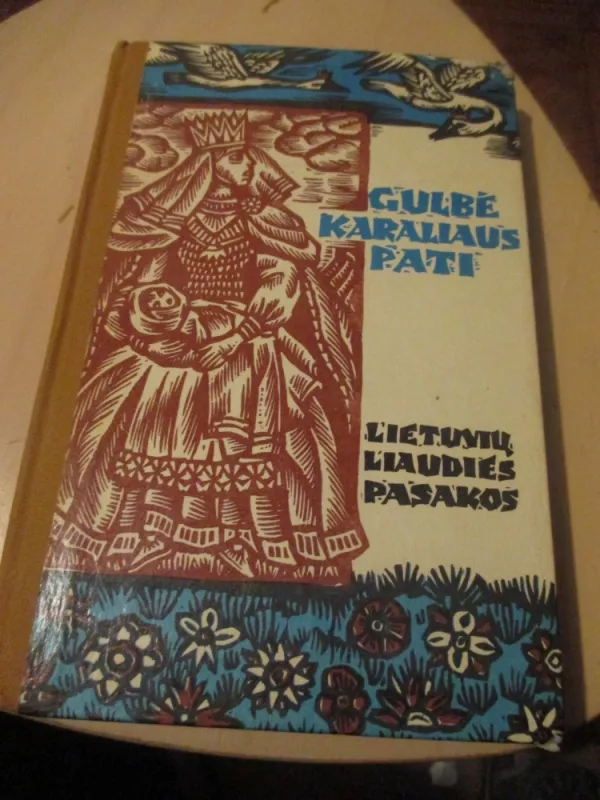 GULBĖ
KARALIAUS
PATI
LIETUVIŲ
LIAUDIES
PASAKOS